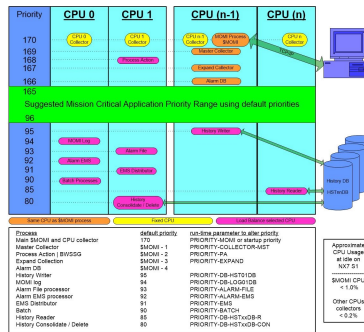 Priority CPU 0 CPU 1 CPU (n-1) CPU (n)
170 CPU 0 Collector CPU 1 Collector CPU n-1 Collector MOMI Process $MOMI CPU n Collector
169 Master Collector
168 Process Action
167 Expand Collector
166 Alarm DB
165
Suggested Mission Critical Application Priority Range using default priorities
96
95 History Writer
94 MOMI Log
93 Alarm File
92 Alarm EMS
91 EMS Distributor
90 Batch Processes
85 History Reader
80 History Consolidate / Delete
History DB
HSTnnDB
Same CPU as $MOMI process
Fixed CPU
Load Balance selected CPU
Process default priority run-time parameter to alter priority
Main $MOMI and CPU collector 170 PRIORITY-MOMI or startup priority
Master Collector $MOMI - 1 PRIORITY-COLLECTOR-MST
Process Action | BWSSG $MOMI - 2 PRIORITY-PA
Expand Collection $MOMI - 3 PRIORITY-EXPAND
Alarm DB $MOMI - 4
History Writer 95 PRIORITY-DB-HST01DB
MOMI log 94 PRIORITY-DB-LOG01DB
Alarm File processor 93 PRIORITY-ALARM-FILE
Alarm EMS processor 92 PRIORITY-ALARM-EMS
EMS Distributor 91 PRIORITY-EMS
Batch 90 PRIORITY-BATCH
History Reader 85 PRIORITY-DB-HSTxxDB-R
History Consolidate / Delete 80 PRIORITY-DB-HSTxxDB-CON
Approximate
CPU Usage
at idle on
NX7 S1
$MOMI CPU
< 1.0%
Other CPUs
collectors
< 0.2%